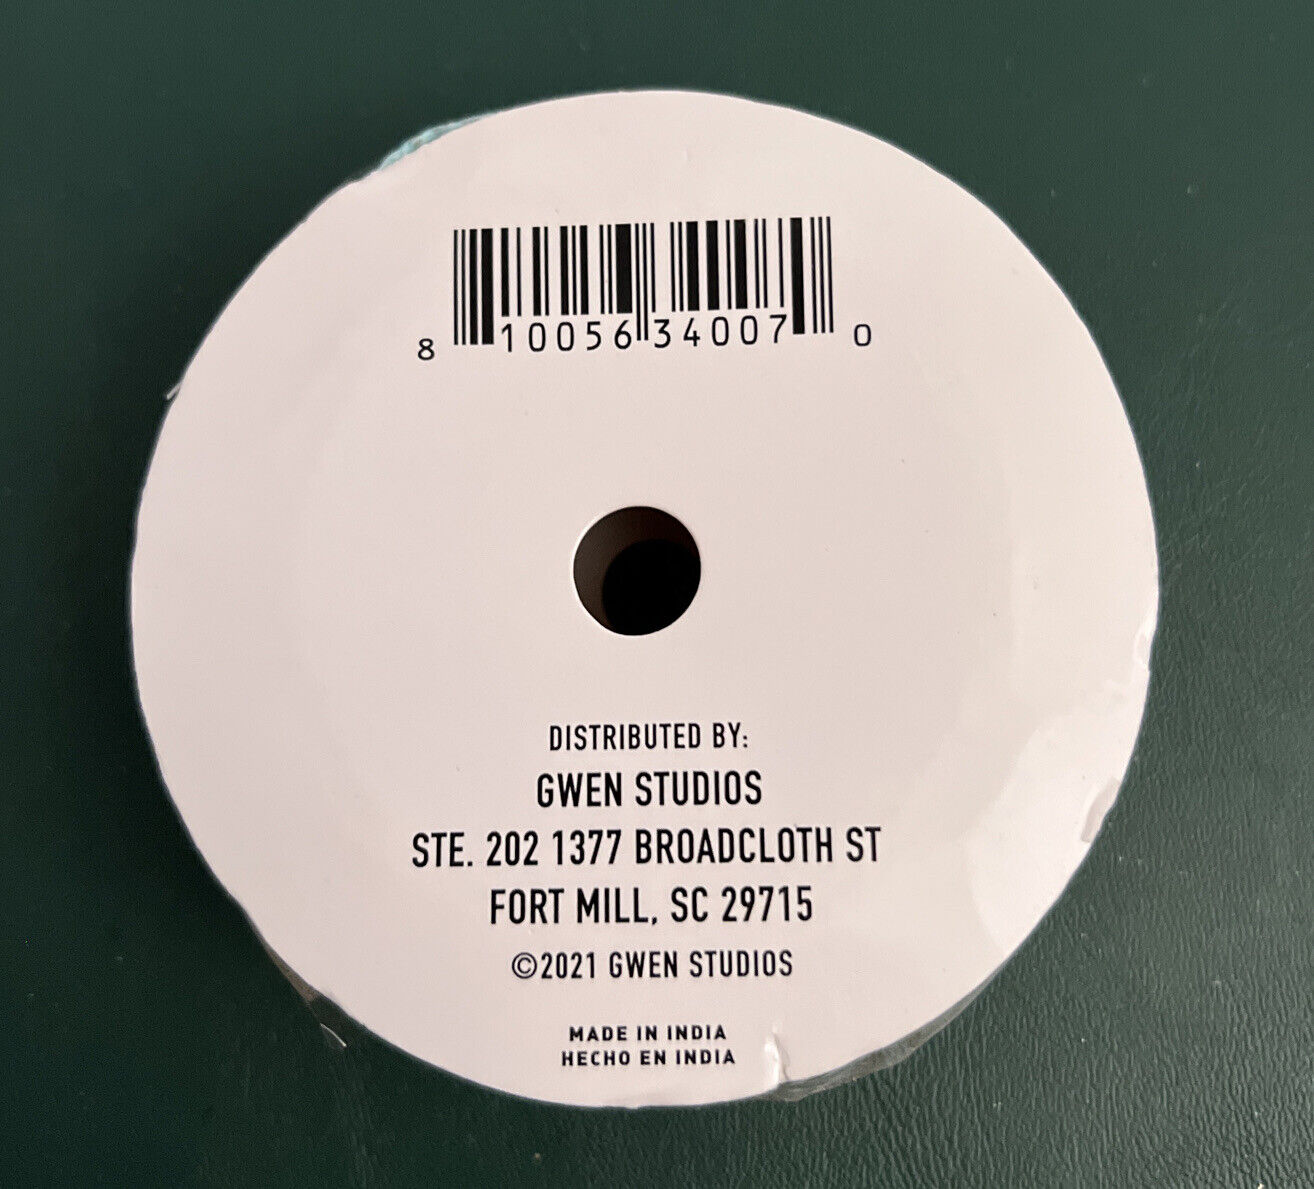 8 10056 34007 0
DISTRIBUTED BY:
GWEN STUDIOS
STE. 202 1377 BROADCLOTH ST
FORT MILL, SC 29715
©2021 GWEN STUDIOS
MADE IN INDIA
HECHO EN INDIA